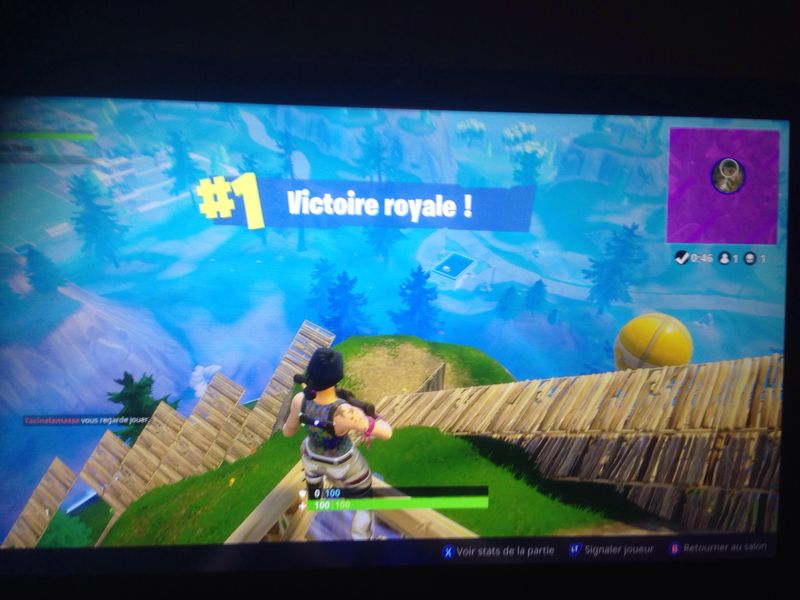 #1 Victoire royale !
0:46 1 1
Yacinelamasse vous regarde jouer
0 | 100
100 | 100
X Voir stats de la partie LT Signaler joueur B Retourner au salon